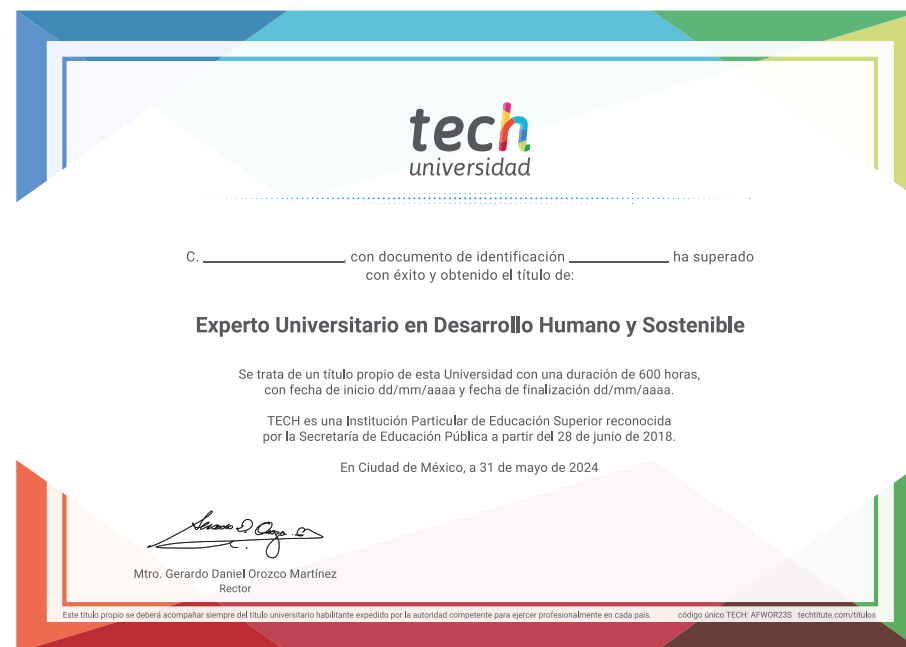 tech
universidad
C. ____________, con documento de identificación ____________ ha superado
con éxito y obtenido el título de:
Experto Universitario en Desarrollo Humano y Sostenible
Se trata de un título propio de esta Universidad con una duración de 600 horas,
con fecha de inicio dd/mm/aaaa y fecha de finalización dd/mm/aaaa.
TECH es una Institución Particular de Educación Superior reconocida
por la Secretaría de Educación Pública a partir del 28 de junio de 2018.
En Ciudad de México, a 31 de mayo de 2024
Mtro. Gerardo Daniel Orozco Martínez
Rector
Este título propio se deberá acompañar siempre del título universitario habilitante expedido por la autoridad competente para ejercer profesionalmente en cada país. código único TECH: AFWOR23S techtitute.com/titulos